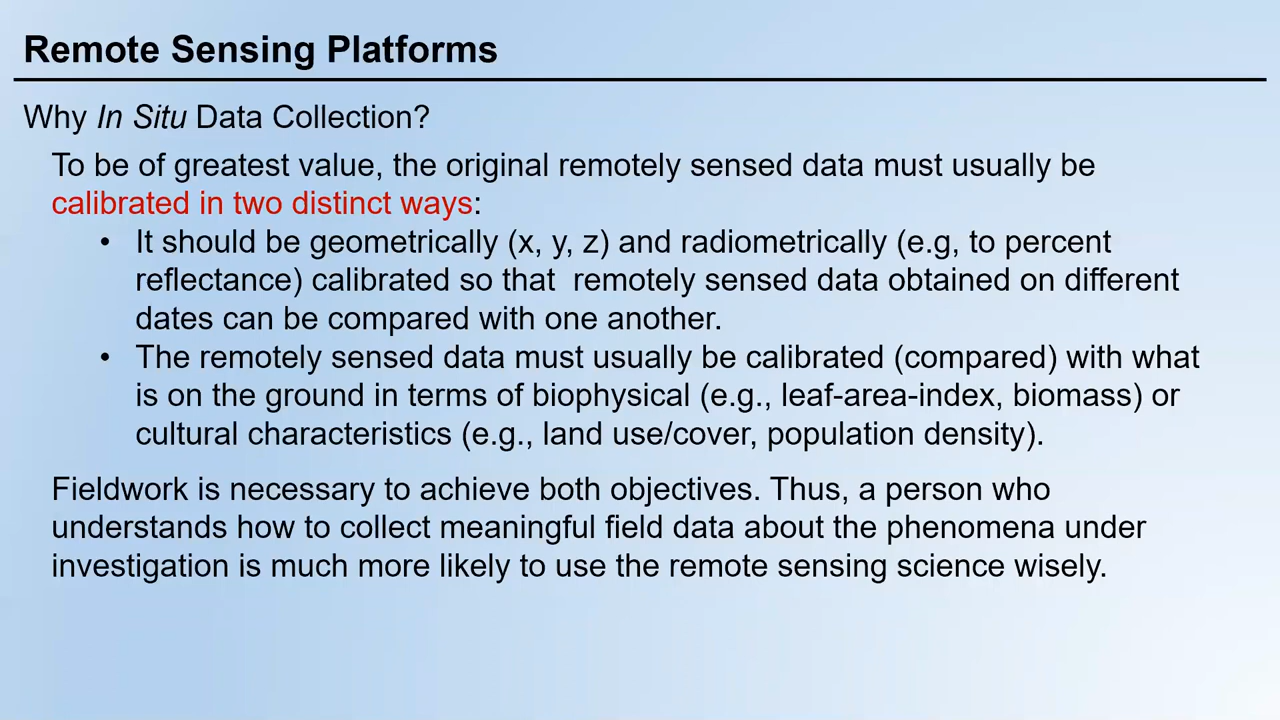 Remote Sensing Platforms
Why In Situ Data Collection?
To be of greatest value, the original remotely sensed data must usually be
calibrated in two distinct ways:
• It should be geometrically (x, y, z) and radiometrically (e.g, to percent
reflectance) calibrated so that  remotely sensed data obtained on different
dates can be compared with one another.
• The remotely sensed data must usually be calibrated (compared) with what
is on the ground in terms of biophysical (e.g., leaf-area-index, biomass) or
cultural characteristics (e.g., land use/cover, population density).
Fieldwork is necessary to achieve both objectives. Thus, a person who
understands how to collect meaningful field data about the phenomena under
investigation is much more likely to use the remote sensing science wisely.